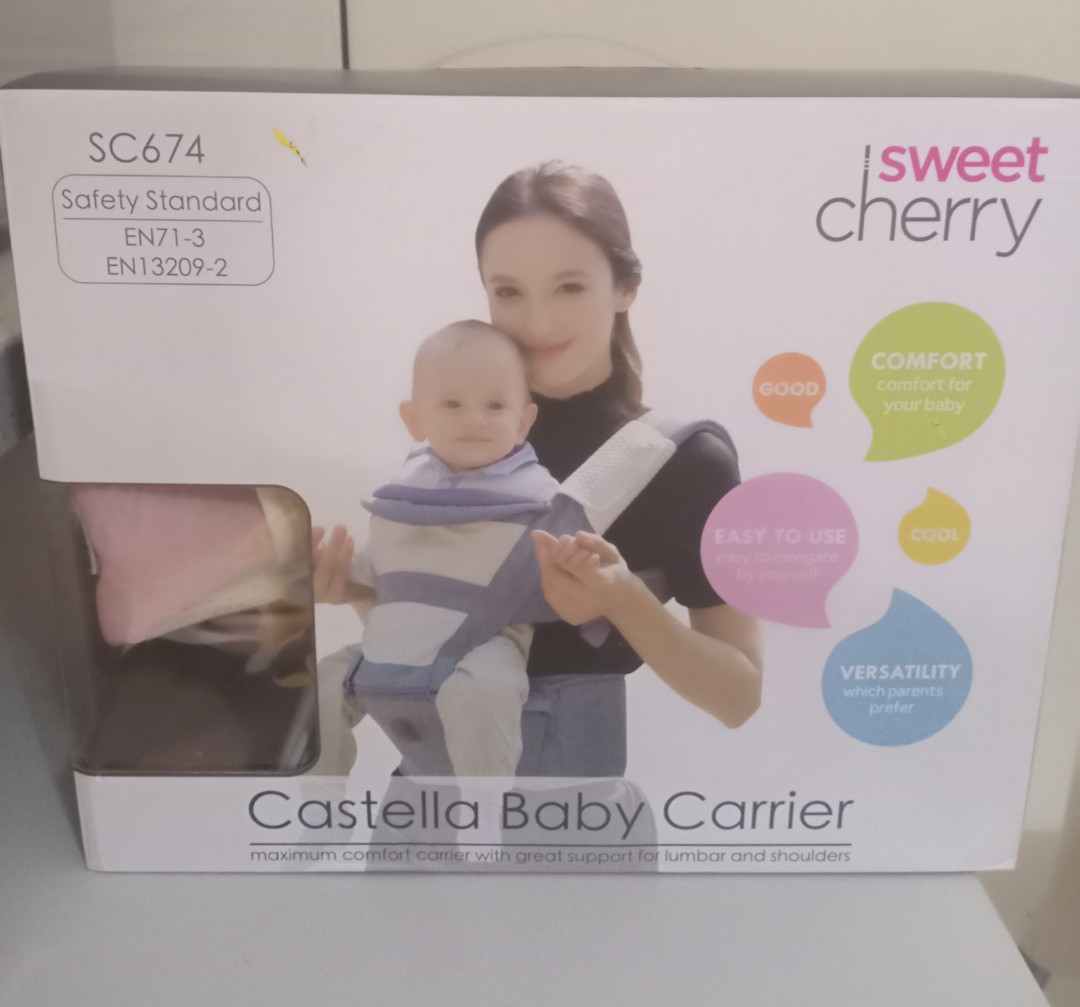 SC674
Safety Standard
EN71-3
EN13209-2
sweet
cherry
GOOD
COMFORT
comfort for
your baby
EASY TO USE
easy to navigate
by yourself
COOL
VERSATILITY
which parents
prefer
Castella Baby Carrier
maximum comfort carrier with great support for lumbar and shoulders